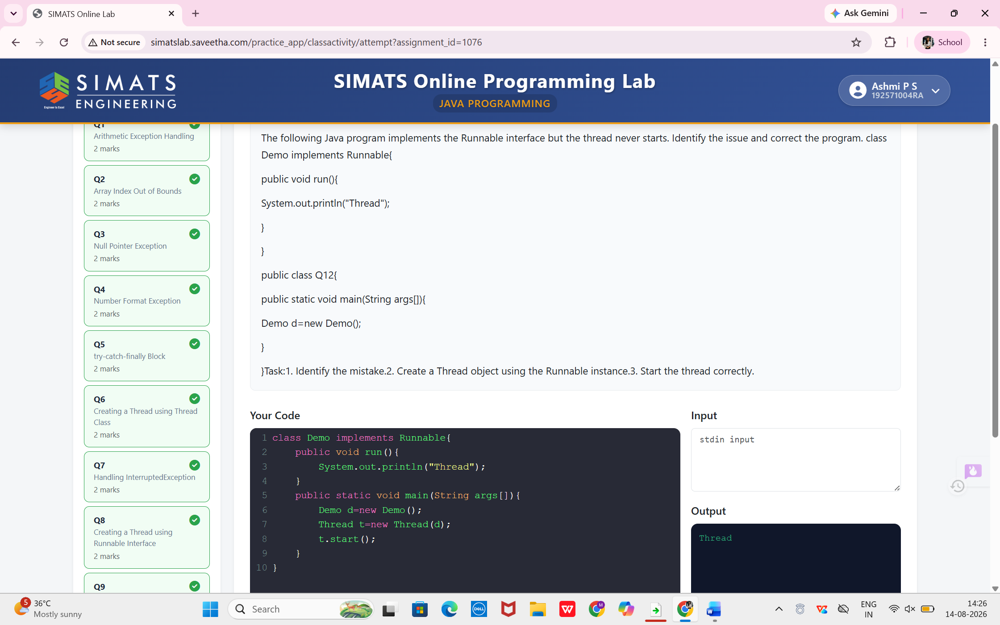 SIMATS Online Lab
Ask Gemini
Not secure
simatslab.saveetha.com/practice_app/classactivity/attempt?assignment_id=1076
School
SIMATS
ENGINEERING
Engineer to Excel
SIMATS Online Programming Lab
JAVA PROGRAMMING
Ashmi P S
192571004RA
Q1
Arithmetic Exception Handling
2 marks
Q2
Array Index Out of Bounds
2 marks
Q3
Null Pointer Exception
2 marks
Q4
Number Format Exception
2 marks
Q5
try-catch-finally Block
2 marks
Q6
Creating a Thread using Thread
Class
2 marks
Q7
Handling InterruptedException
2 marks
Q8
Creating a Thread using
Runnable Interface
2 marks
Q9
The following Java program implements the Runnable interface but the thread never starts. Identify the issue and correct the program. class
Demo implements Runnable{
public void run(){
System.out.println("Thread");
}
}
public class Q12{
public static void main(String args[]){
Demo d=new Demo();
}
}Task:1. Identify the mistake.2. Create a Thread object using the Runnable instance.3. Start the thread correctly.
Your Code
1 class Demo implements Runnable{
2 public void run(){
3 System.out.println("Thread");
4 }
5 public static void main(String args[]){
6 Demo d=new Demo();
7 Thread t=new Thread(d);
8 t.start();
9 }
10 }
Input
stdin input
Output
Thread
5
36°C
Mostly sunny
Search
DELL
M
W
ENG
IN
14:26
14-08-2026